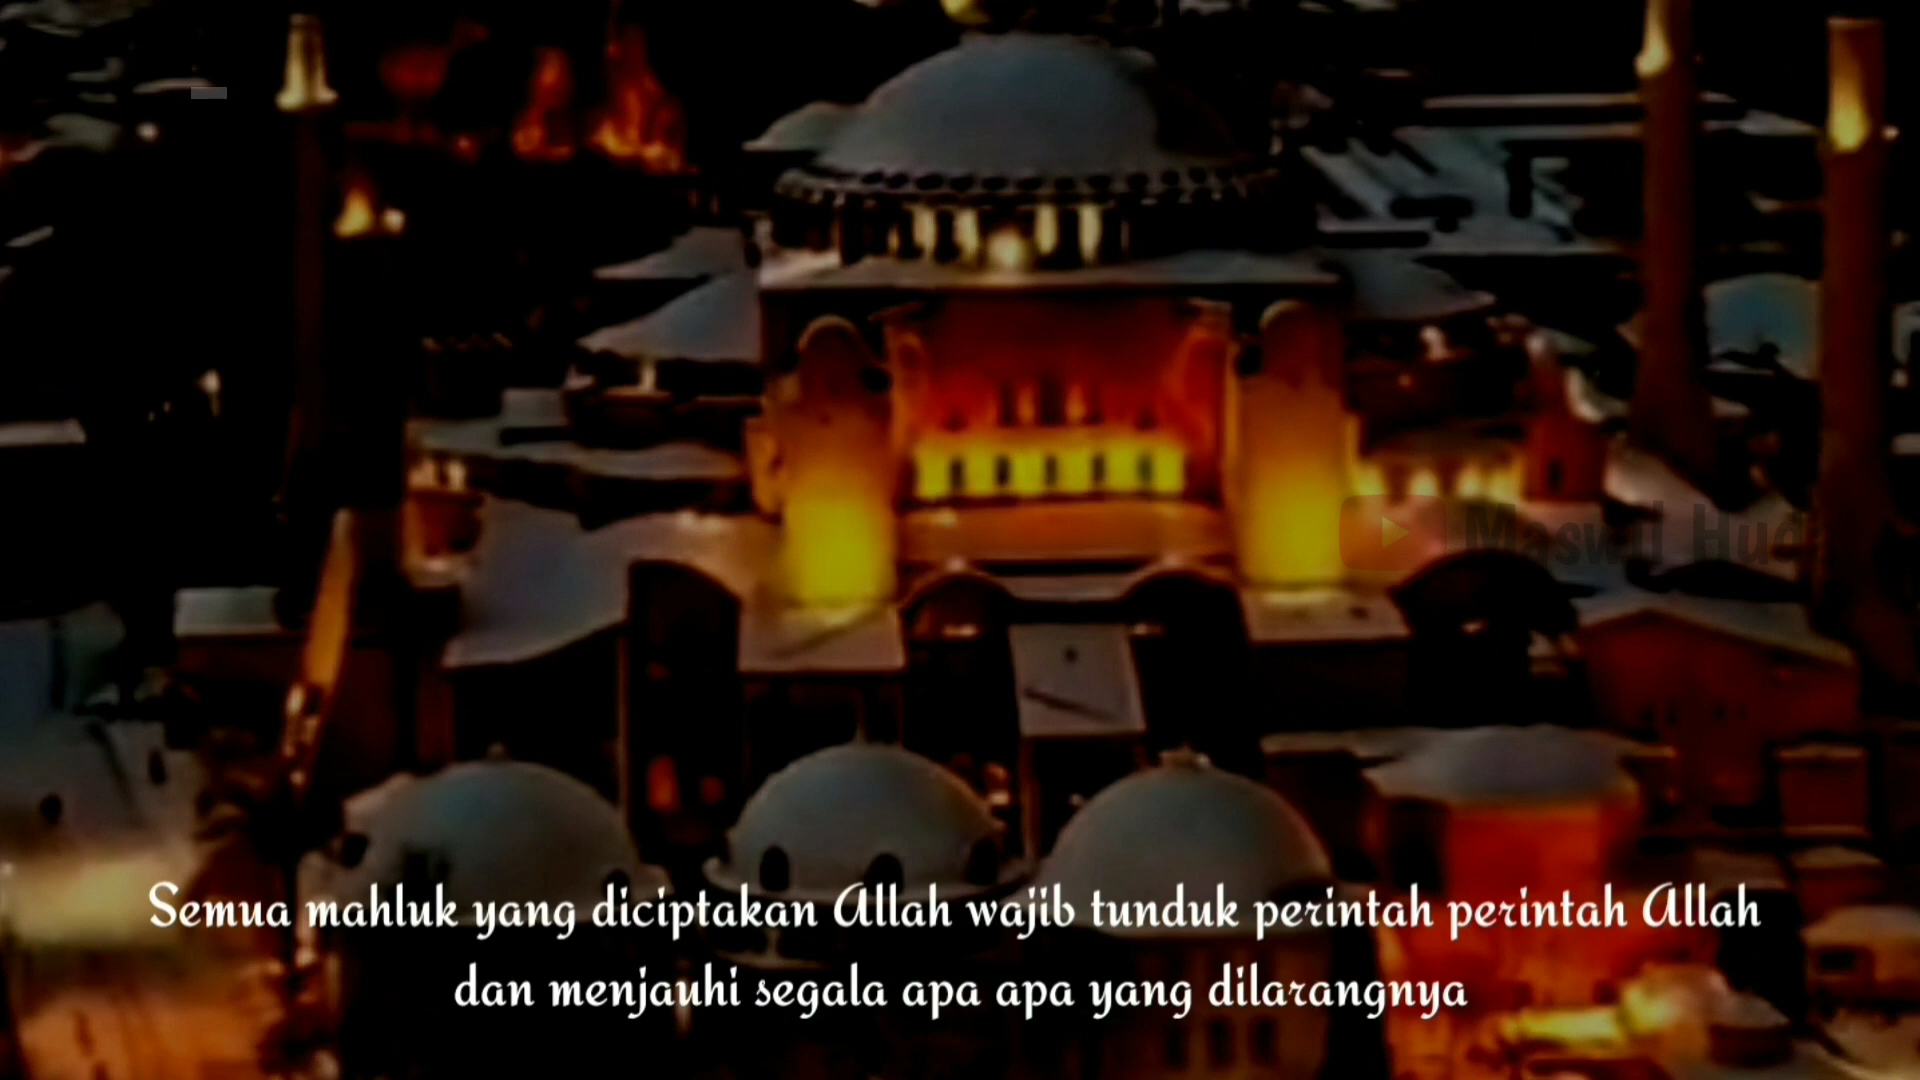 Semua mahluk yang diciptakan Allah wajib tunduk perintah perintah Allah
dan menjauhi segala apa apa yang dilarangnya